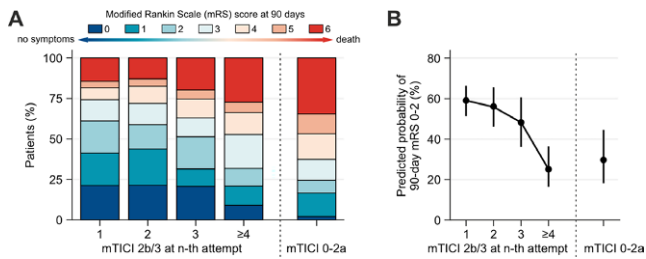 A
Modified Rankin Scale (mRS) score at 90 days
0 1 2 3 4 5 6
no symptoms death
Patients (%)
100
75
50
25
0
1 2 3 ≥4
mTICI 2b/3 at n-th attempt mTICI 0-2a
B
Predicted probability of
90-day mRS 0-2 (%)
80
60
40
20
0
1 2 3 ≥4
mTICI 2b/3 at n-th attempt mTICI 0-2a